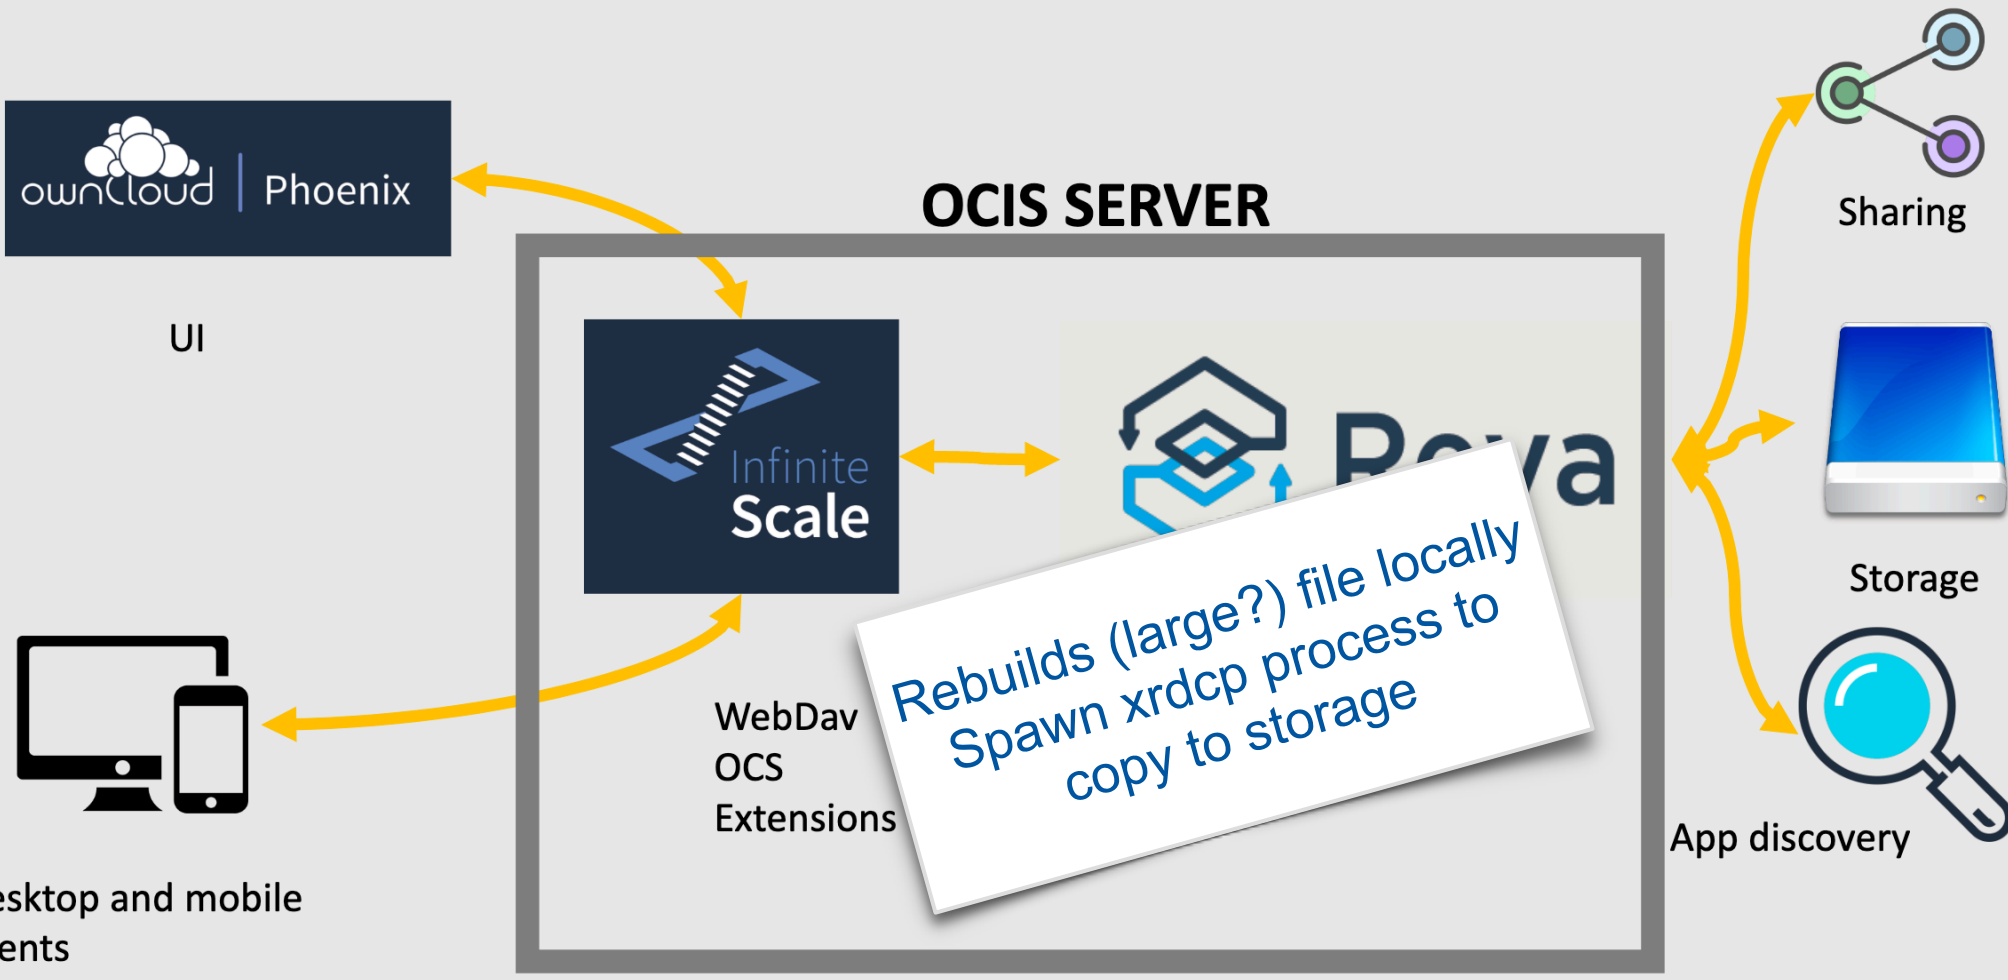 OCIS SERVER
ownCloud | Phoenix
UI
Sharing
Infinite
Scale
Reva
Storage
Rebuilds (large?) file locally
Spawn xrdcp process to
copy to storage
WebDav
OCS
Extensions
App discovery
esktop and mobile
ents